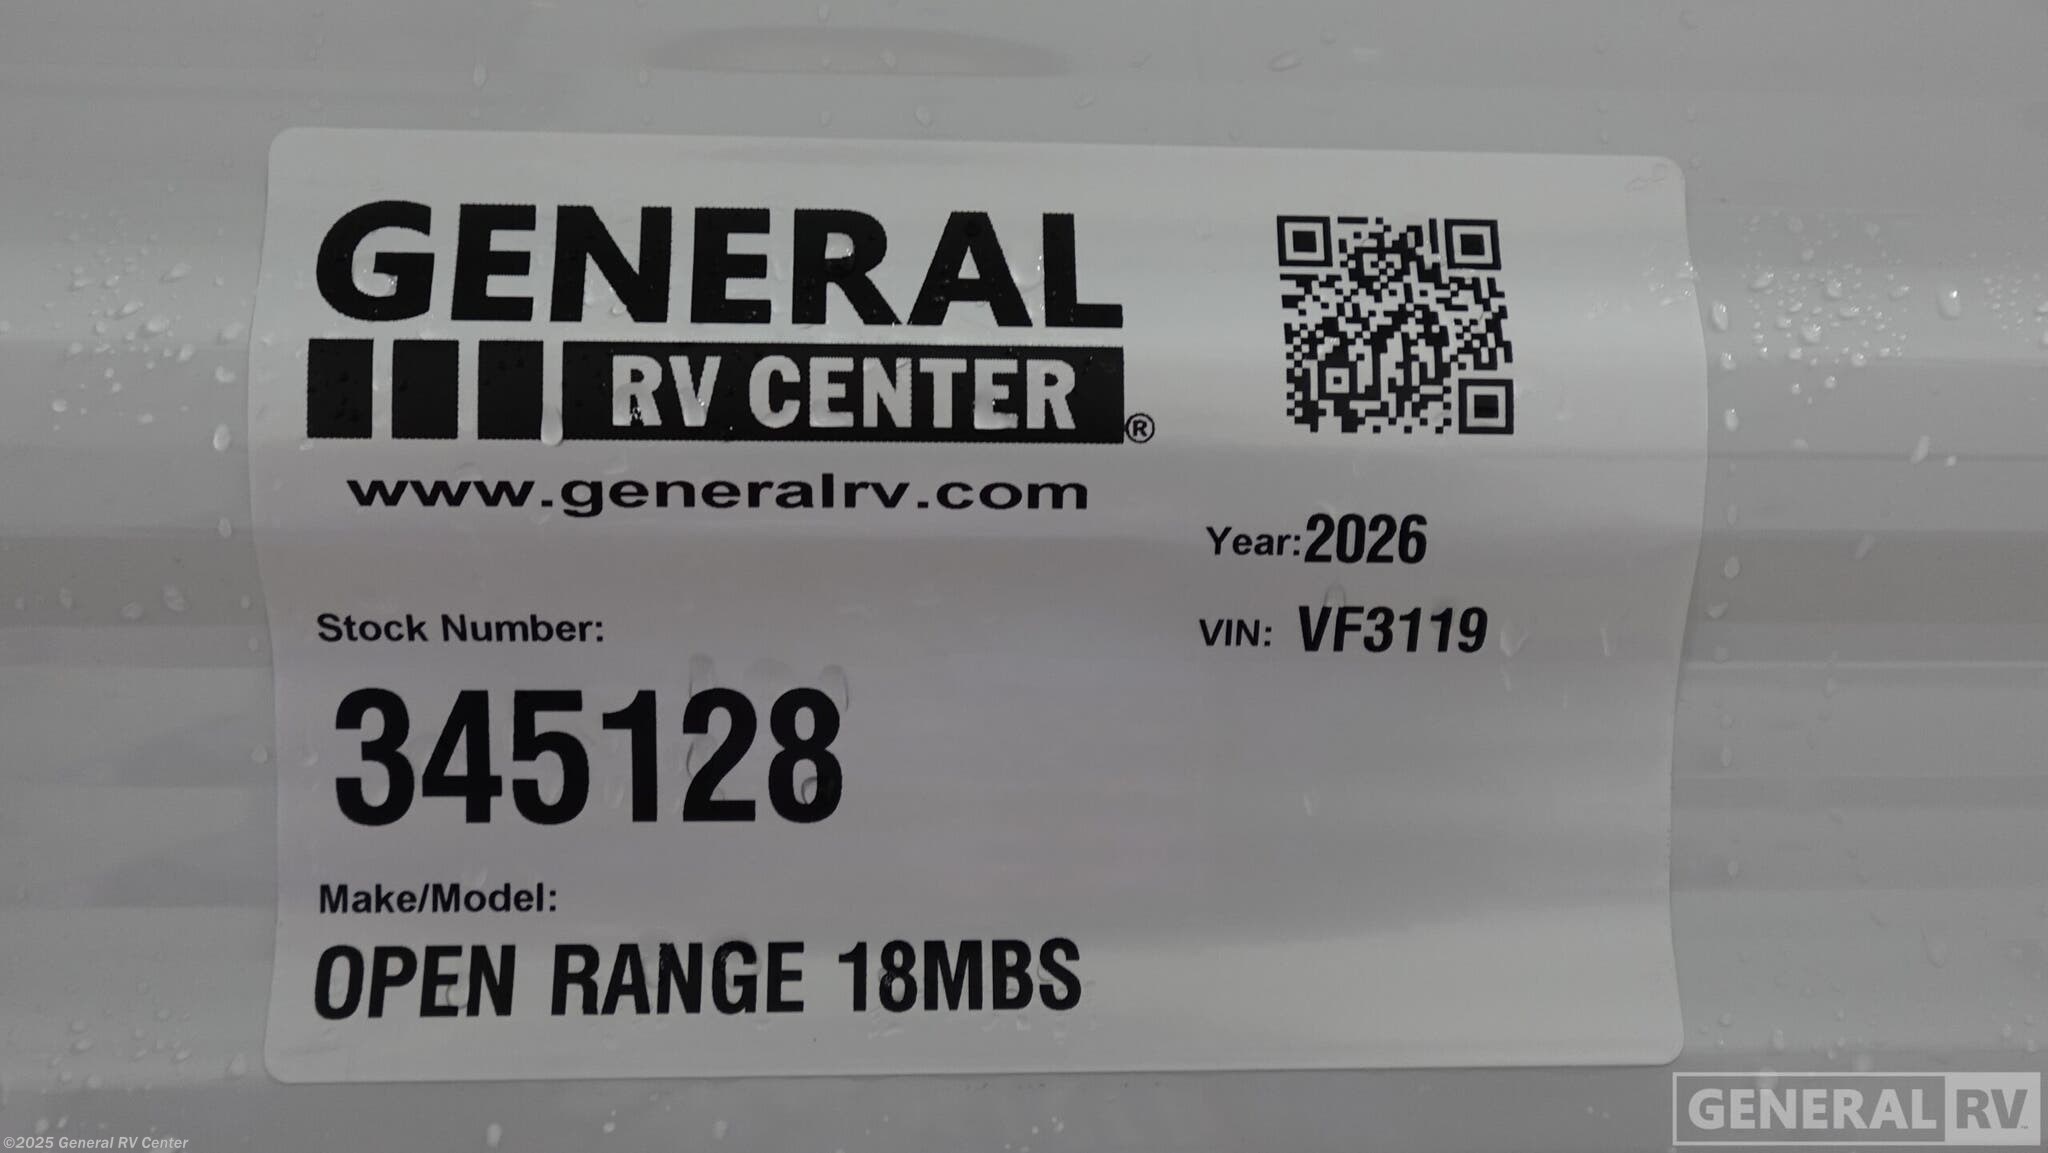 GENERAL
RV CENTER®
www.generalrv.com
Year: 2026
VIN: VF3119
Stock Number:
345128
Make/Model:
OPEN RANGE 18MBS
GENERAL RV™
©2025 General RV Center